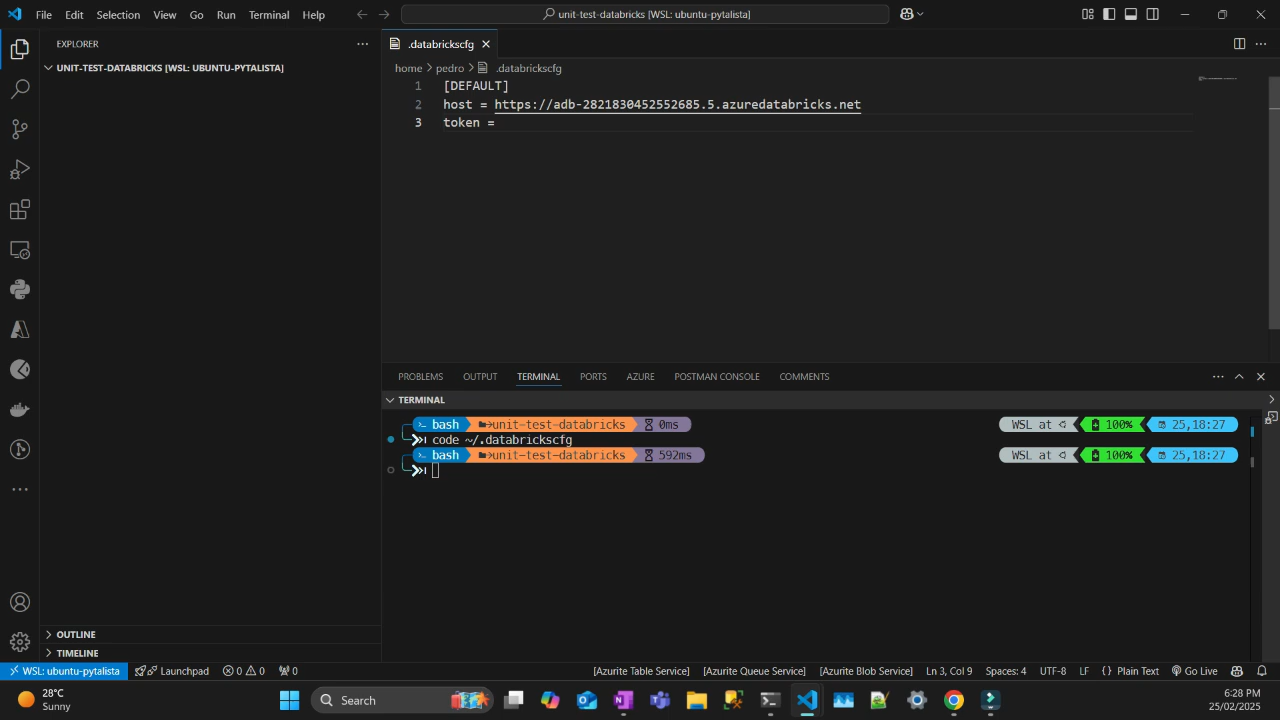 File Edit Selection View Go Run Terminal Help
unit-test-databricks [WSL: ubuntu-pytalista]
EXPLORER
UNIT-TEST-DATABRICKS [WSL: UBUNTU-PYTALISTA]
.databrickscfg
home > pedro > .databrickscfg
1 [DEFAULT]
2 host = https://adb-2821830452552685.5.azuredatabricks.net
3 token =
PROBLEMS OUTPUT TERMINAL PORTS AZURE POSTMAN CONSOLE COMMENTS
TERMINAL
bash unit-test-databricks 0ms WSL at 100% 25,18:27
code ~/.databrickscfg
bash unit-test-databricks 592ms WSL at 100% 25,18:27
OUTLINE
TIMELINE
WSL: ubuntu-pytalista Launchpad 0 0 0 [Azurite Table Service] [Azurite Queue Service] [Azurite Blob Service] Ln 3, Col 9 Spaces: 4 UTF-8 LF {} Plain Text Go Live
28°C
Sunny
Search
6:28 PM
25/02/2025